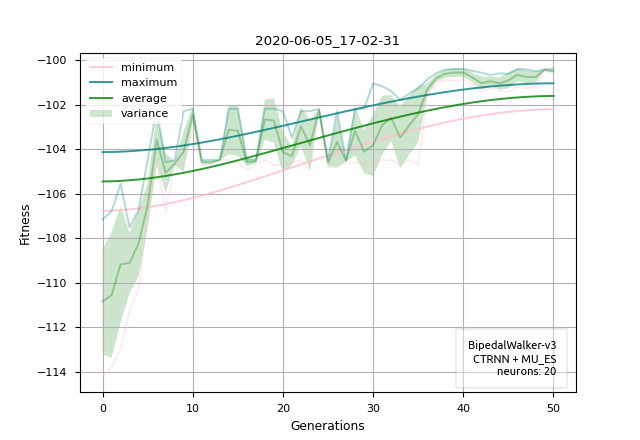 2020-06-05_17-02-31
minimum
maximum
average
variance
Fitness
−100
−102
−104
−106
−108
−110
−112
−114
BipedalWalker-v3
CTRNN + MU_ES
neurons: 20
0
10
20
30
40
50
Generations